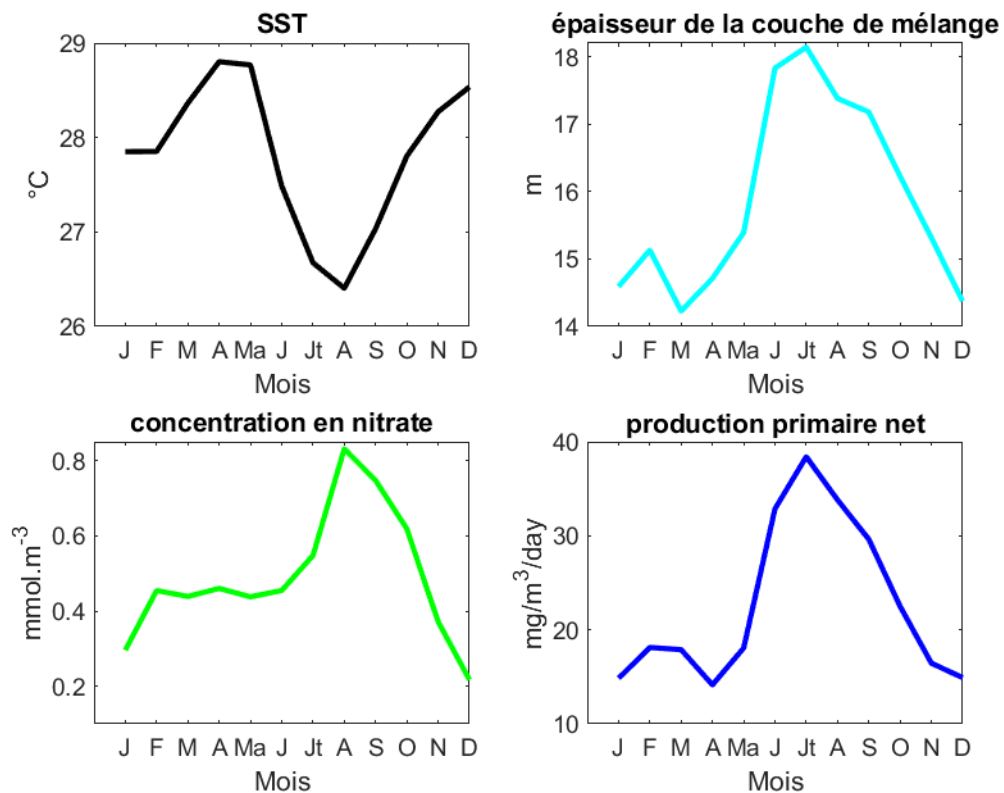 SST
29
28
27
26
°C
J F M A Ma J Jt A S O N D
Mois
épaisseur de la couche de mélange
18
17
16
15
14
m
J F M A Ma J Jt A S O N D
Mois
concentration en nitrate
0.8
0.6
0.4
0.2
mmol.m⁻³
J F M A Ma J Jt A S O N D
Mois
production primaire net
40
30
20
10
mg/m³/day
J F M A Ma J Jt A S O N D
Mois